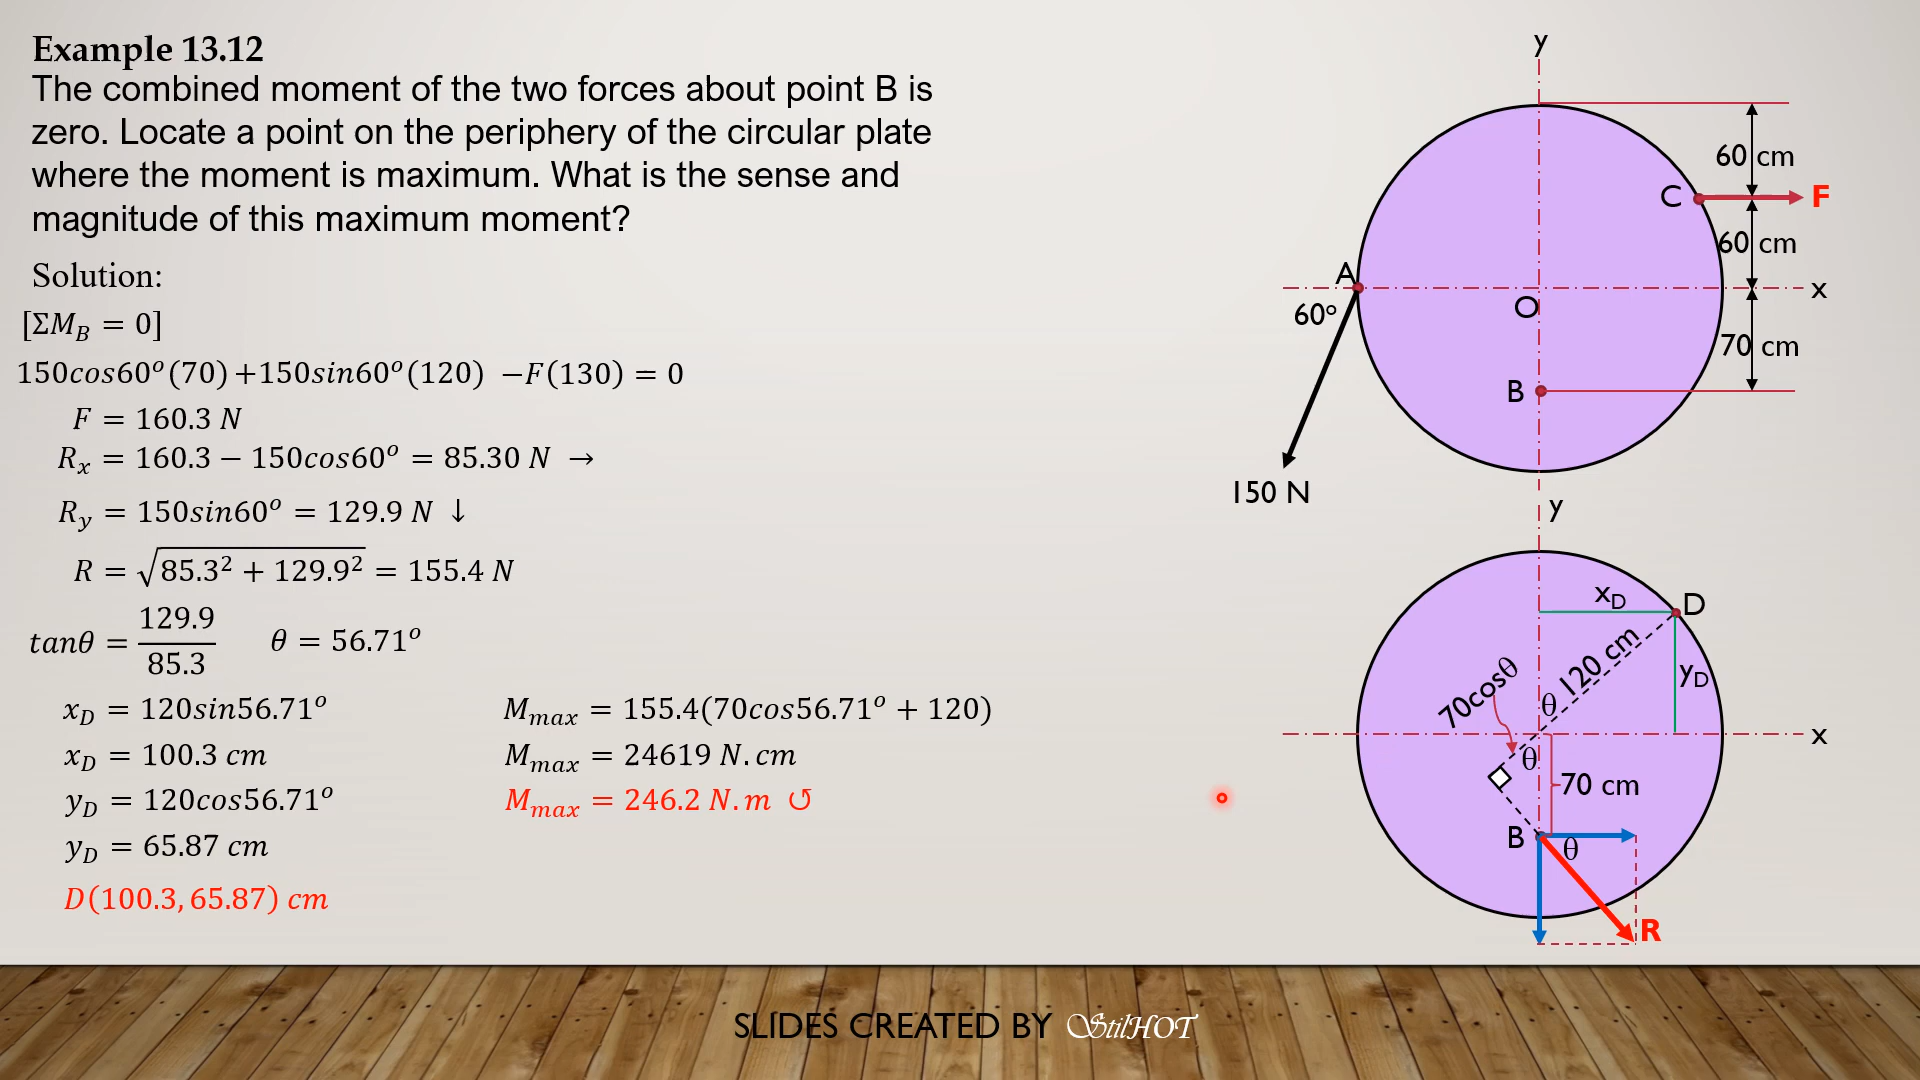 Example 13.12
The combined moment of the two forces about point B is
zero. Locate a point on the periphery of the circular plate
where the moment is maximum. What is the sense and
magnitude of this maximum moment?
Solution:
[ΣM_B = 0]
150cos60°(70)+150sin60°(120) −F(130) = 0
F = 160.3 N
R_x = 160.3 − 150cos60° = 85.30 N →
R_y = 150sin60° = 129.9 N ↓
R = √(85.3² + 129.9²) = 155.4 N
tanθ = 129.9/85.3 θ = 56.71°
x_D = 120sin56.71°
x_D = 100.3 cm
y_D = 120cos56.71°
y_D = 65.87 cm
D(100.3, 65.87) cm
M_max = 155.4(70cos56.71° + 120)
M_max = 24619 N.cm
M_max = 246.2 N.m ↺
y
60 cm
C
F
60 cm
A
x
60°
O
70 cm
B
150 N
y
x_D
D
120 cm
y_D
70cosθ
θ
x
θ
70 cm
B
θ
R
SLIDES CREATED BY StilHOT